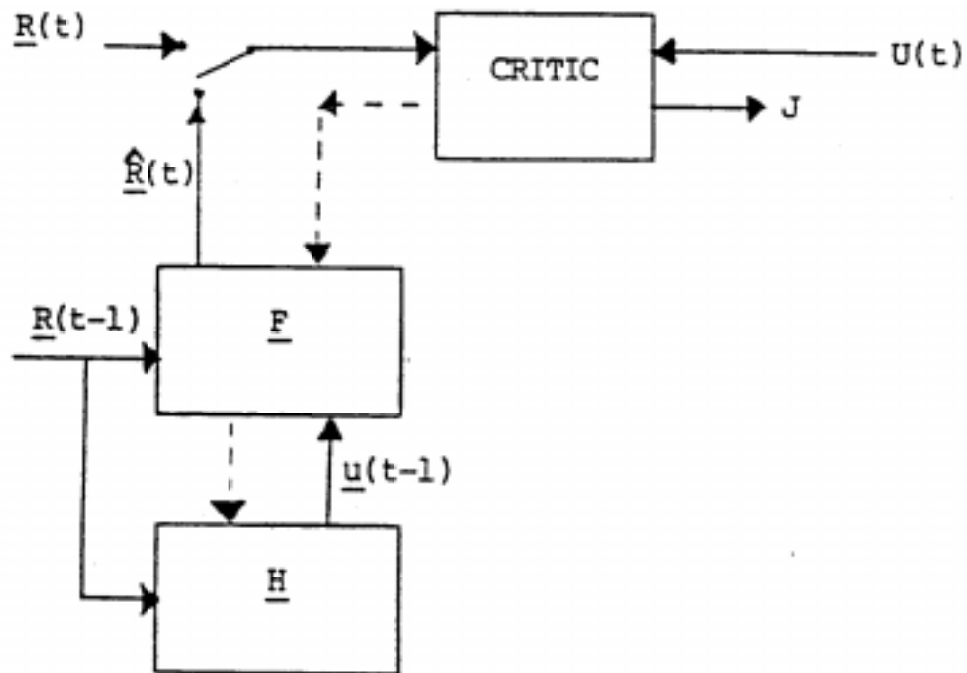 R(t)
CRITIC
U(t)
J
R̂(t)
R(t-1)
F
u(t-1)
H